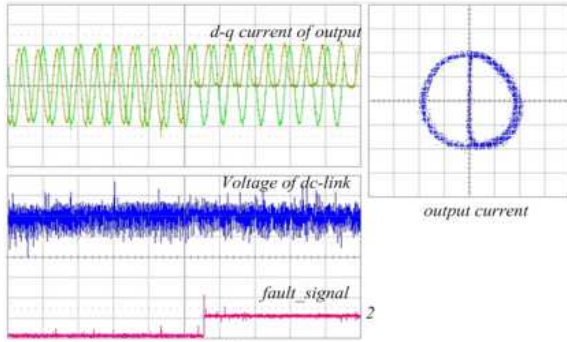 d-q current of output
Voltage of dc-link
output current
fault_signal
2